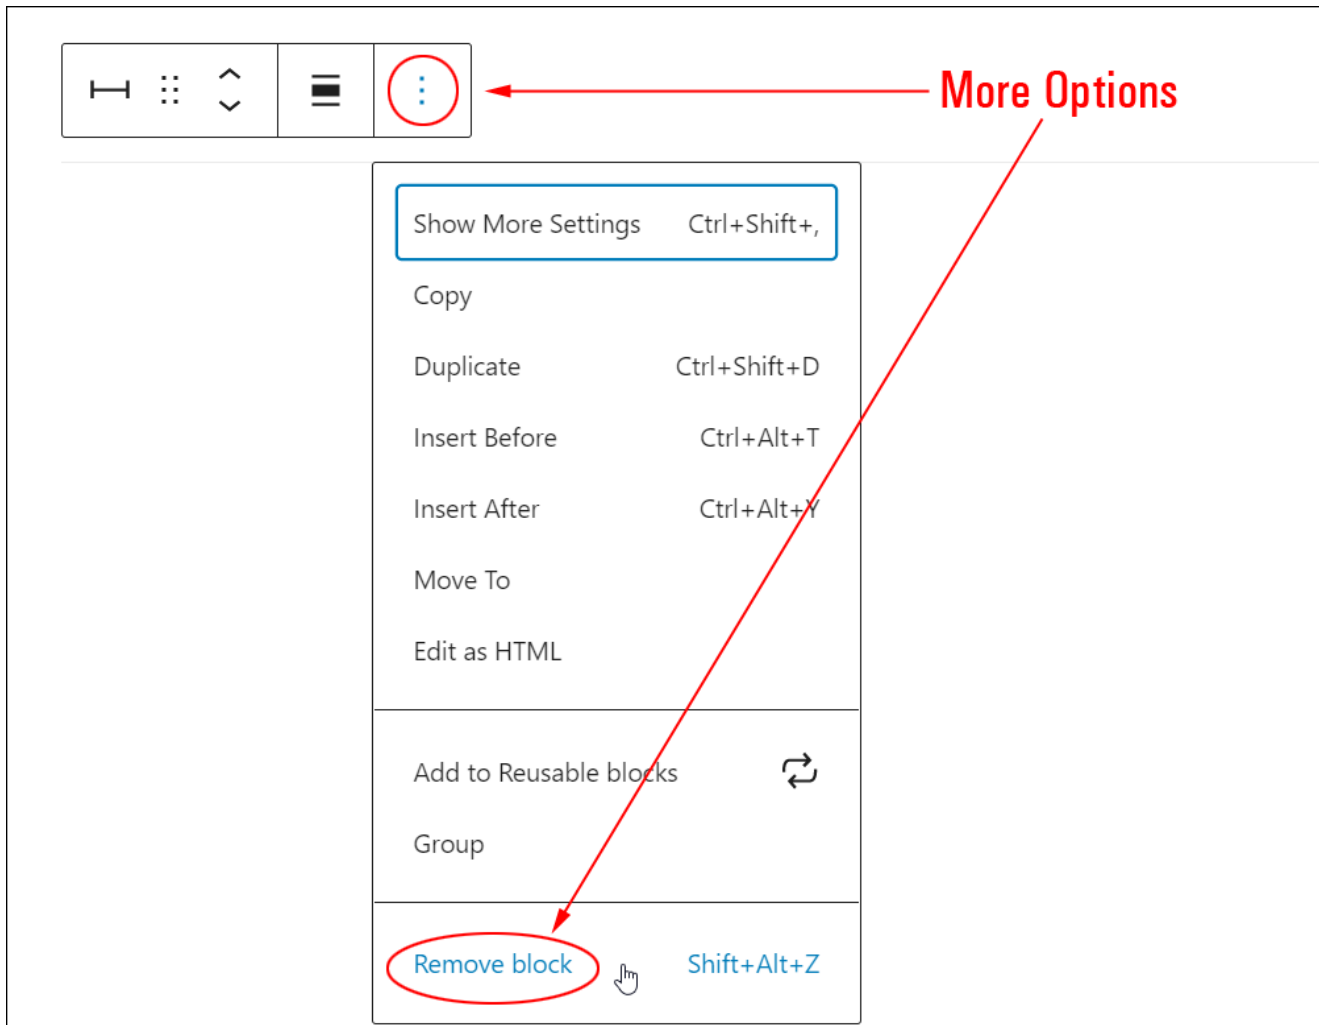 More Options
Show More Settings Ctrl+Shift+,
Copy
Duplicate Ctrl+Shift+D
Insert Before Ctrl+Alt+T
Insert After Ctrl+Alt+Y
Move To
Edit as HTML
Add to Reusable blocks
Group
Remove block Shift+Alt+Z